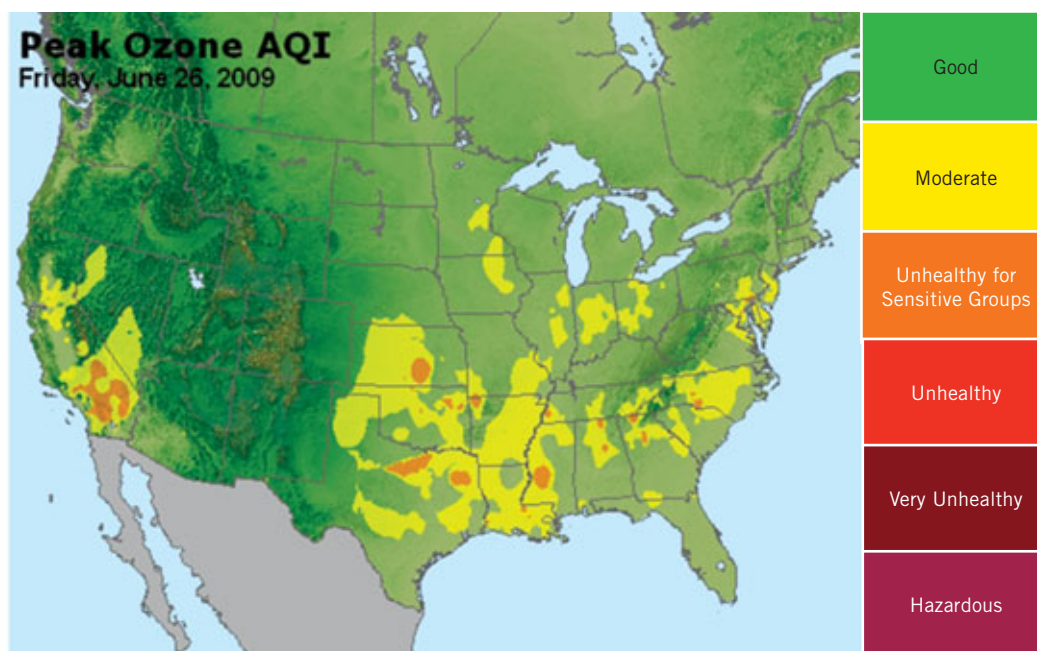 Peak Ozone AQI
Friday, June 26, 2009
Good
Moderate
Unhealthy for
Sensitive Groups
Unhealthy
Very Unhealthy
Hazardous